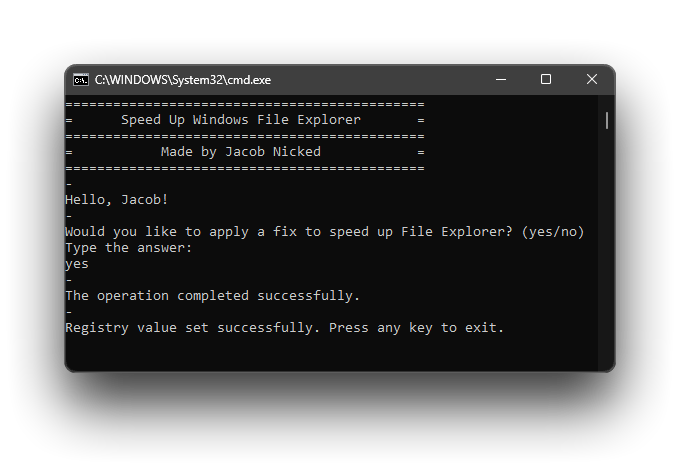 C:\WINDOWS\System32\cmd.exe
=============================================
=      Speed Up Windows File Explorer       =
=============================================
=           Made by Jacob Nicked            =
=============================================
-
Hello, Jacob!
-
Would you like to apply a fix to speed up File Explorer? (yes/no)
Type the answer:
yes
-
The operation completed successfully.
-
Registry value set successfully. Press any key to exit.